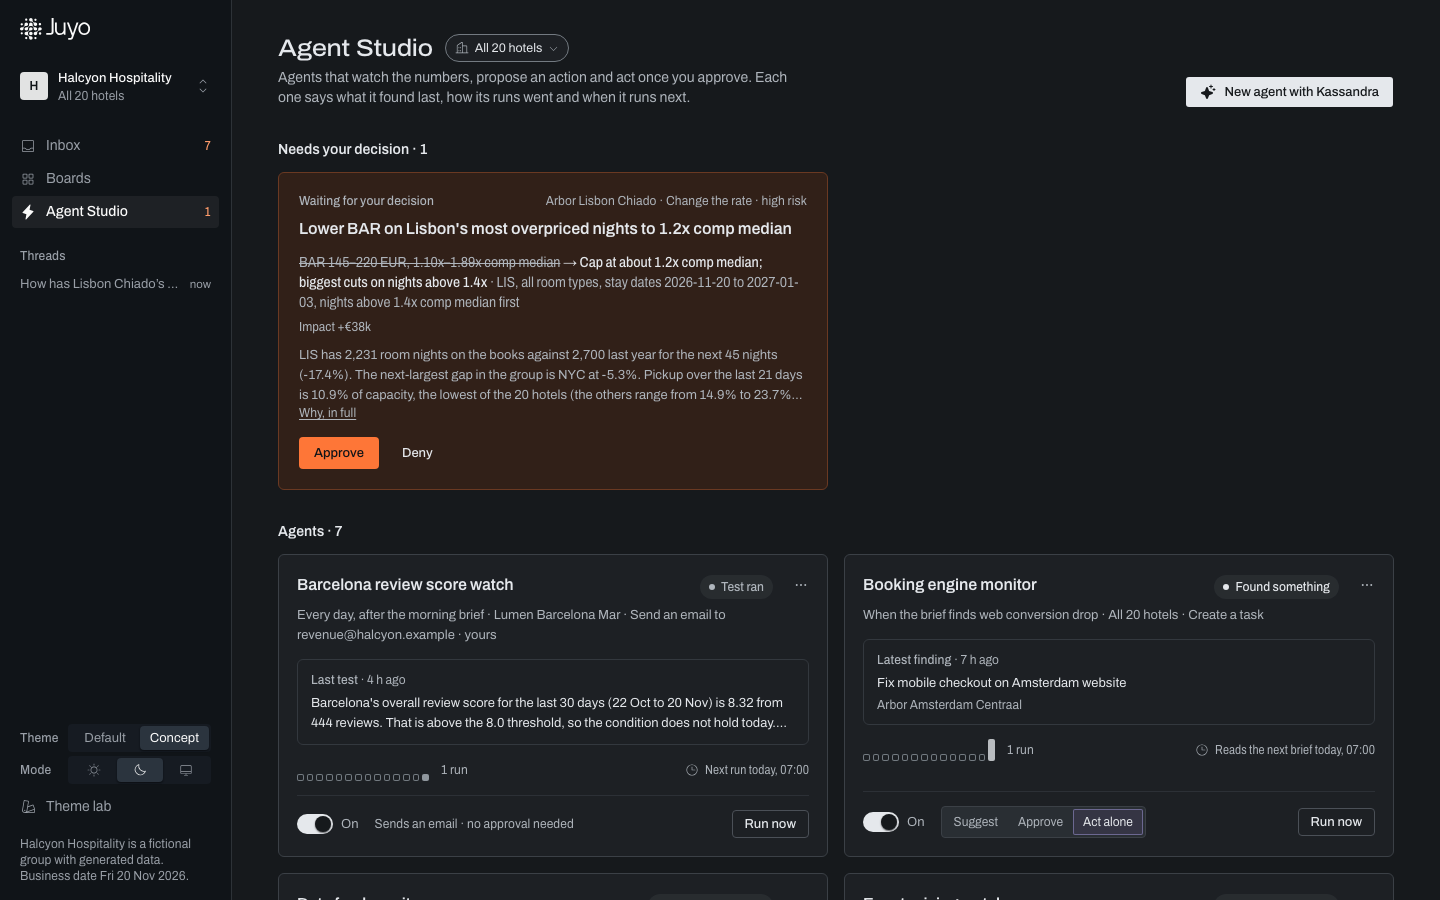 Juyo
H
Halcyon Hospitality
All 20 hotels
Inbox 7
Boards
Agent Studio 1
Threads
How has Lisbon Chiado's ... now
Theme Default Concept
Mode
Theme lab
Halcyon Hospitality is a fictional
group with generated data.
Business date Fri 20 Nov 2026.
Agent Studio All 20 hotels
Agents that watch the numbers, propose an action and act once you approve. Each
one says what it found last, how its runs went and when it runs next.
New agent with Kassandra
Needs your decision · 1
Waiting for your decision Arbor Lisbon Chiado · Change the rate · high risk
Lower BAR on Lisbon's most overpriced nights to 1.2x comp median
BAR 145–220 EUR, 1.10x–1.89x comp median → Cap at about 1.2x comp median;
biggest cuts on nights above 1.4x · LIS, all room types, stay dates 2026-11-20 to 2027-01-
03, nights above 1.4x comp median first
Impact +€38k
LIS has 2,231 room nights on the books against 2,700 last year for the next 45 nights
(-17.4%). The next-largest gap in the group is NYC at -5.3%. Pickup over the last 21 days
is 10.9% of capacity, the lowest of the 20 hotels (the others range from 14.9% to 23.7%...
Why, in full
Approve Deny
Agents · 7
Barcelona review score watch Test ran ...
Every day, after the morning brief · Lumen Barcelona Mar · Send an email to
revenue@halcyon.example · yours
Last test · 4 h ago
Barcelona's overall review score for the last 30 days (22 Oct to 20 Nov) is 8.32 from
444 reviews. That is above the 8.0 threshold, so the condition does not hold today....
1 run Next run today, 07:00
On Sends an email · no approval needed Run now
Booking engine monitor Found something ...
When the brief finds web conversion drop · All 20 hotels · Create a task
Latest finding · 7 h ago
Fix mobile checkout on Amsterdam website
Arbor Amsterdam Centraal
1 run Reads the next brief today, 07:00
On Suggest Approve Act alone Run now